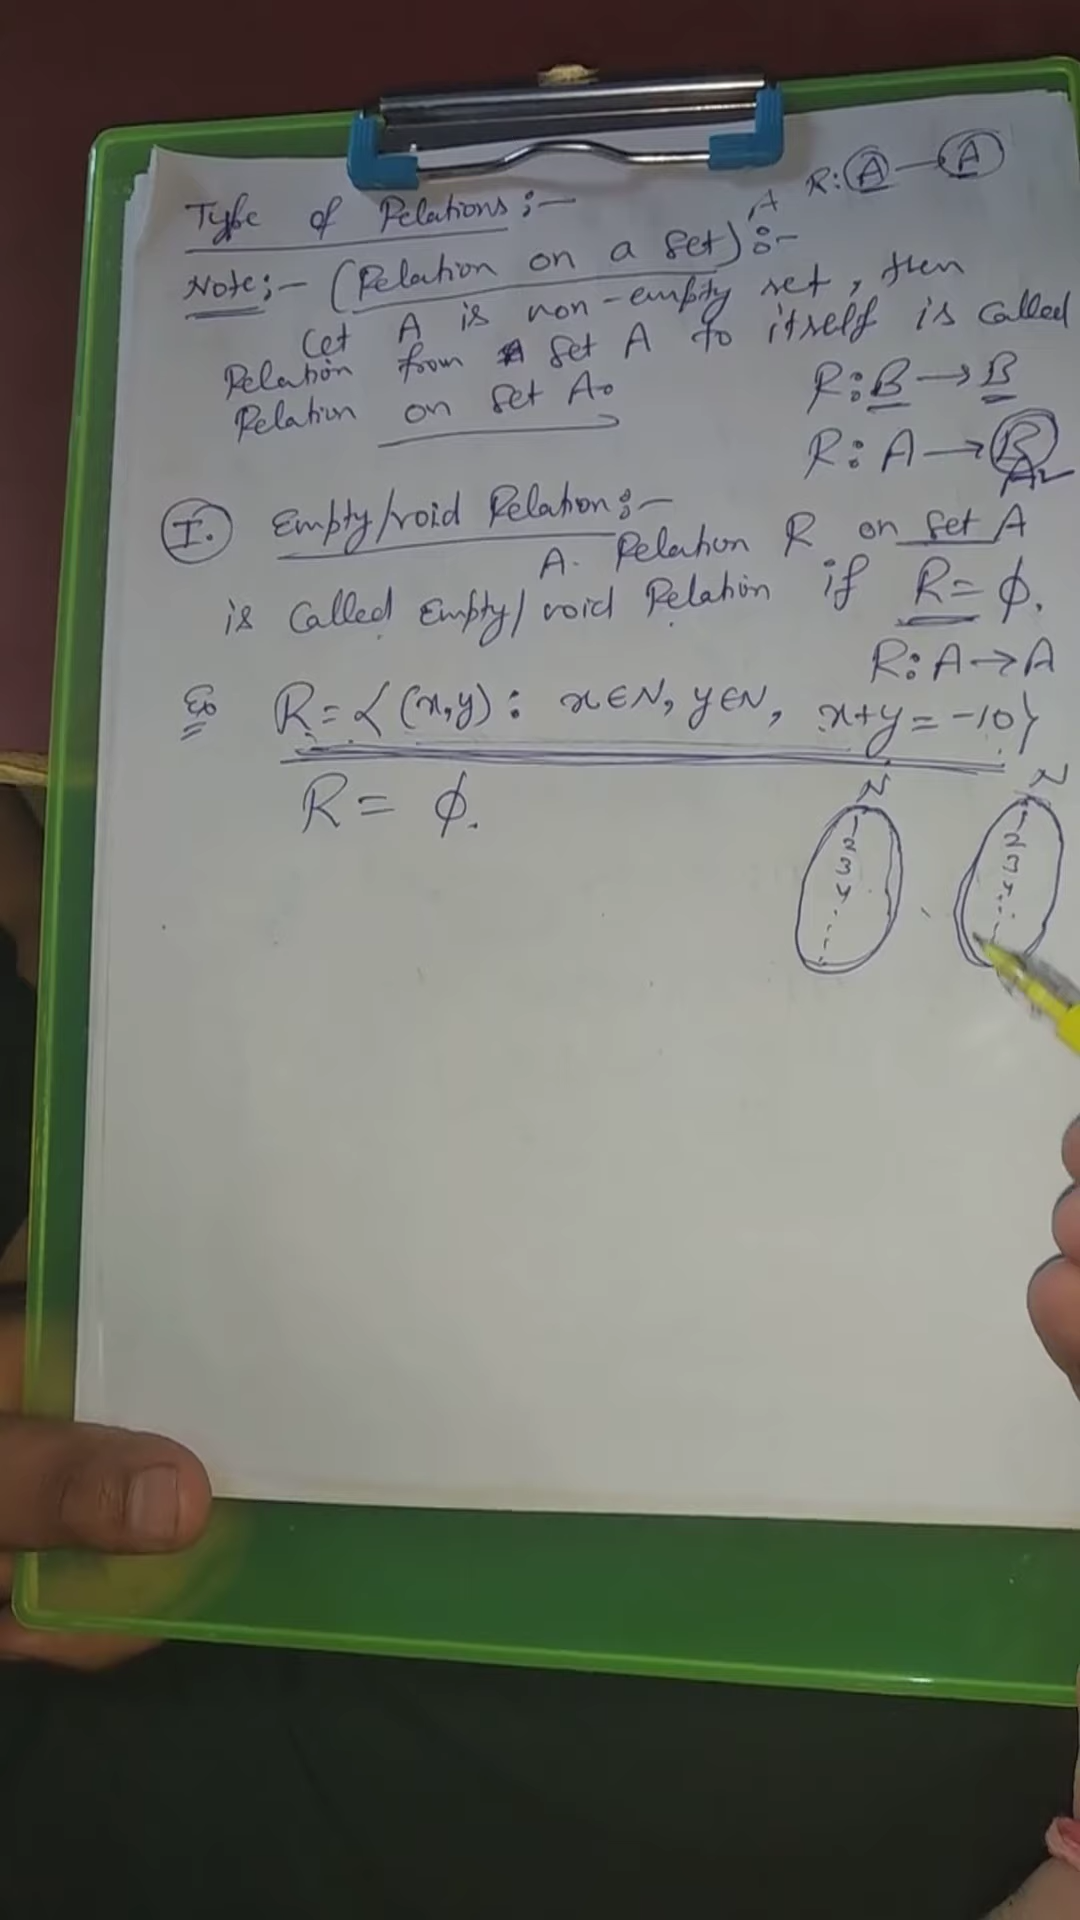 R: A — A
Type of Relations :-
Note :- (Relation on a set) A :-
Let A is non-empty set, then
Relation from set A to itself is called
Relation on set A.
R: B → B
R: A → B
A
I. Empty/void Relation :-
A. Relation R on set A
is called Empty/void Relation if R = ϕ.
R: A → A
Ex R = {(x,y) : x ∈ N, y ∈ N, x+y = -10}
R = ϕ.
N N
1 1
2 2
3 3
4 4